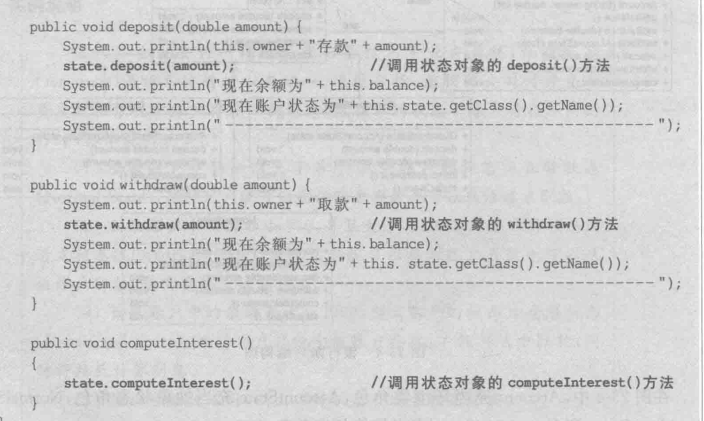 public void deposit(double amount) {
System.out.println(this.owner + "存款" + amount);
state.deposit(amount); //调用状态对象的 deposit()方法
System.out.println("现在余额为" + this.balance);
System.out.println("现在账户状态为" + this.state.getClass().getName());
System.out.println(" -------------------------------------------- ");
}
public void withdraw(double amount) {
System.out.println(this.owner + "取款" + amount);
state.withdraw(amount); //调用状态对象的 withdraw()方法
System.out.println("现在余额为" + this.balance);
System.out.println("现在账户状态为" + this. state.getClass().getName());
System.out.println(" -------------------------------------------- ");
}
public void computeInterest()
{
state.computeInterest(); //调用状态对象的 computeInterest()方法
}